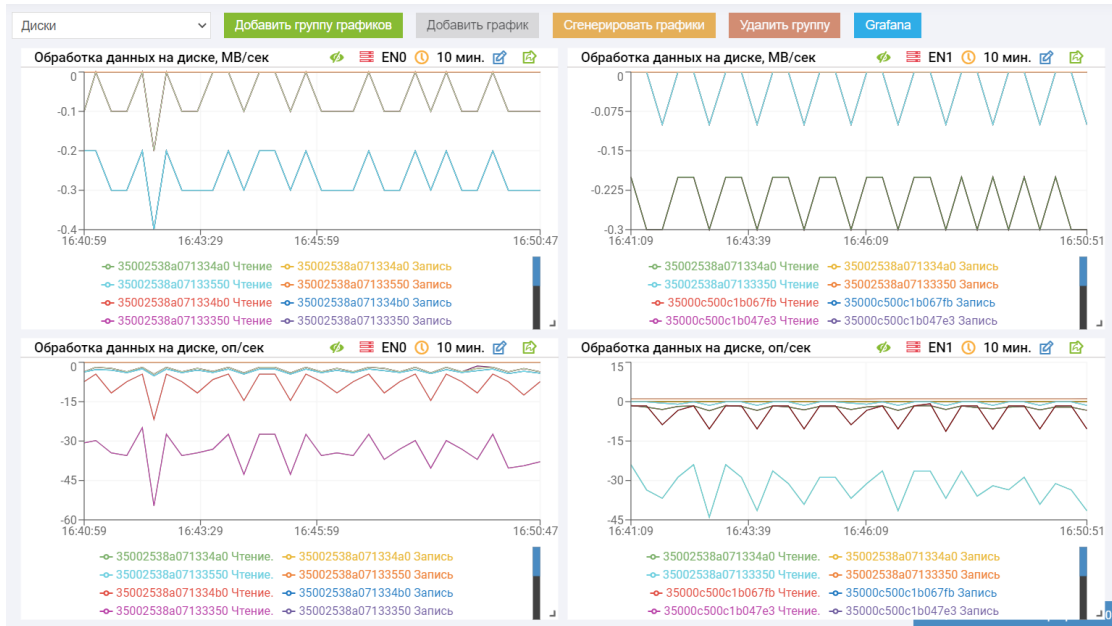 Диски Добавить группу графиков Добавить график Сгенерировать графики Удалить группу Grafana
Обработка данных на диске, MB/сек EN0 10 мин.
0
-0.1
-0.2
-0.3
-0.4
16:40:59 16:43:29 16:45:59 16:50:47
35002538a071334a0 Чтение 35002538a071334a0 Запись
35002538a07133550 Чтение 35002538a07133550 Запись
35002538a071334b0 Чтение 35002538a071334b0 Запись
35002538a07133350 Чтение 35002538a07133350 Запись
Обработка данных на диске, MB/сек EN1 10 мин.
0
-0.075
-0.15
-0.225
-0.3
16:41:09 16:43:39 16:46:09 16:50:51
35002538a071334a0 Чтение 35002538a071334a0 Запись
35002538a07133350 Чтение 35002538a07133350 Запись
35000c500c1b067fb Чтение 35000c500c1b067fb Запись
35000c500c1b047e3 Чтение 35000c500c1b047e3 Запись
Обработка данных на диске, оп/сек EN0 10 мин.
0
-15
-30
-45
-60
16:40:59 16:43:29 16:45:59 16:50:47
35002538a071334a0 Чтение. 35002538a071334a0 Запись
35002538a07133550 Чтение. 35002538a07133550 Запись
35002538a071334b0 Чтение. 35002538a071334b0 Запись
35002538a07133350 Чтение. 35002538a07133350 Запись
Обработка данных на диске, оп/сек EN1 10 мин.
15
0
-15
-30
-45
16:41:09 16:43:39 16:46:09 16:50:51
35002538a071334a0 Чтение. 35002538a071334a0 Запись
35002538a07133350 Чтение. 35002538a07133350 Запись
35000c500c1b067fb Чтение. 35000c500c1b067fb Запись
35000c500c1b047e3 Чтение. 35000c500c1b047e3 Запись